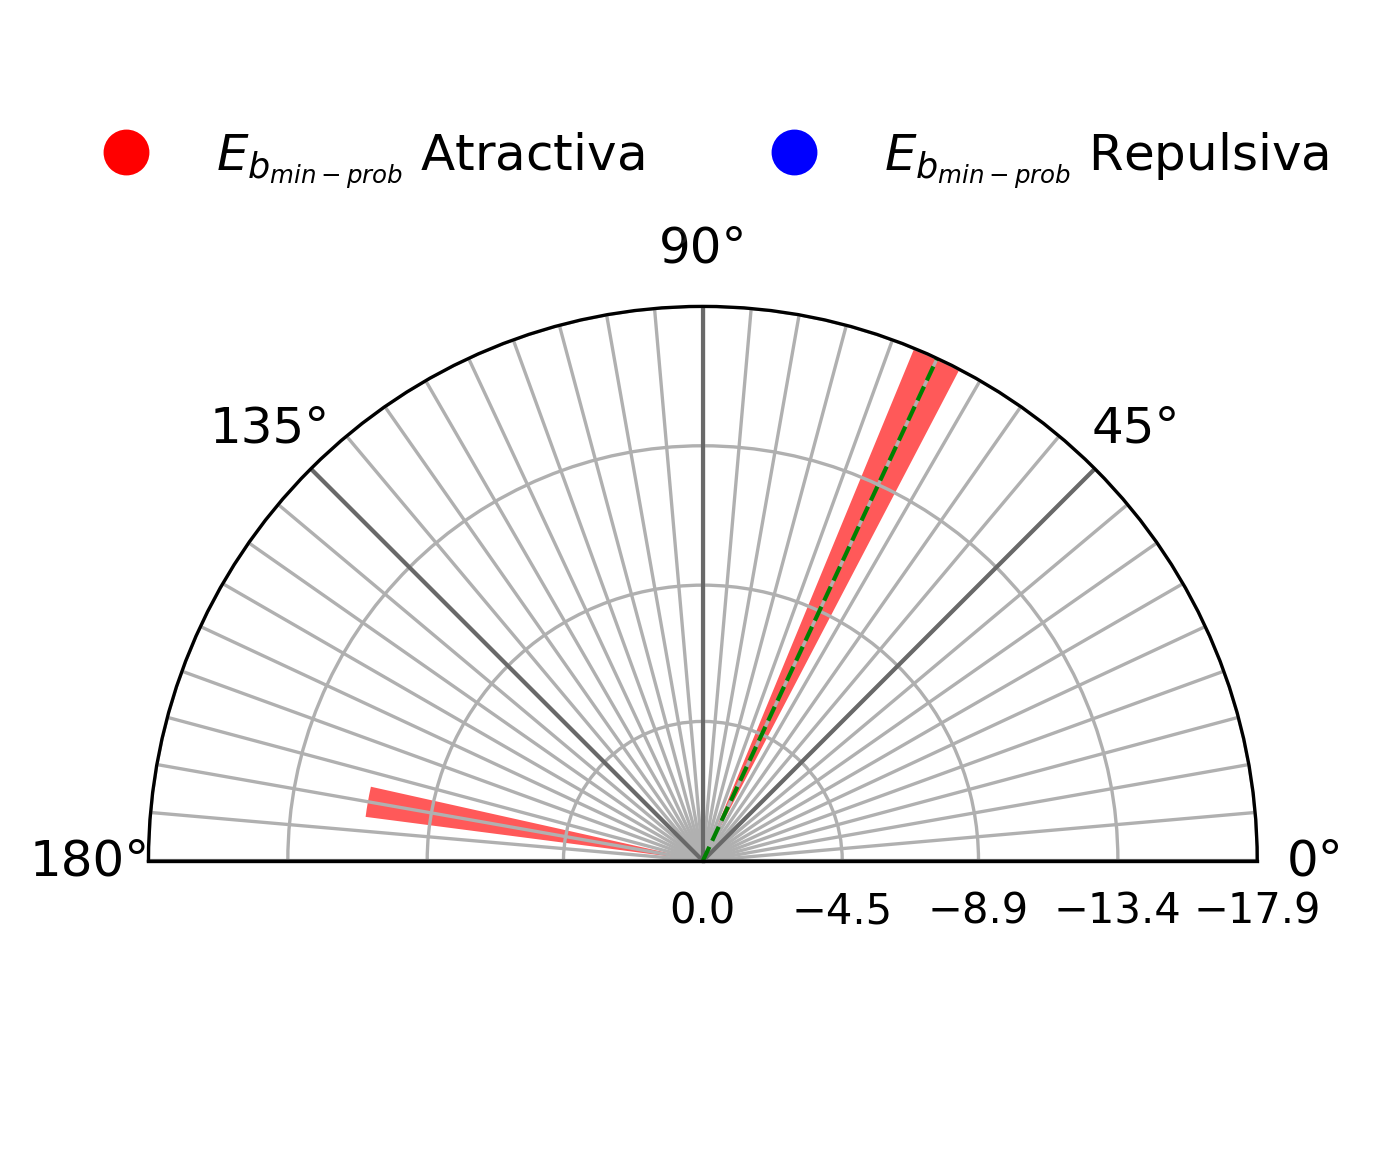 E_{b_{min-prob}} Atractiva E_{b_{min-prob}} Repulsiva
90°
135° 45°
180° 0°
0.0 −4.5 −8.9 −13.4 −17.9